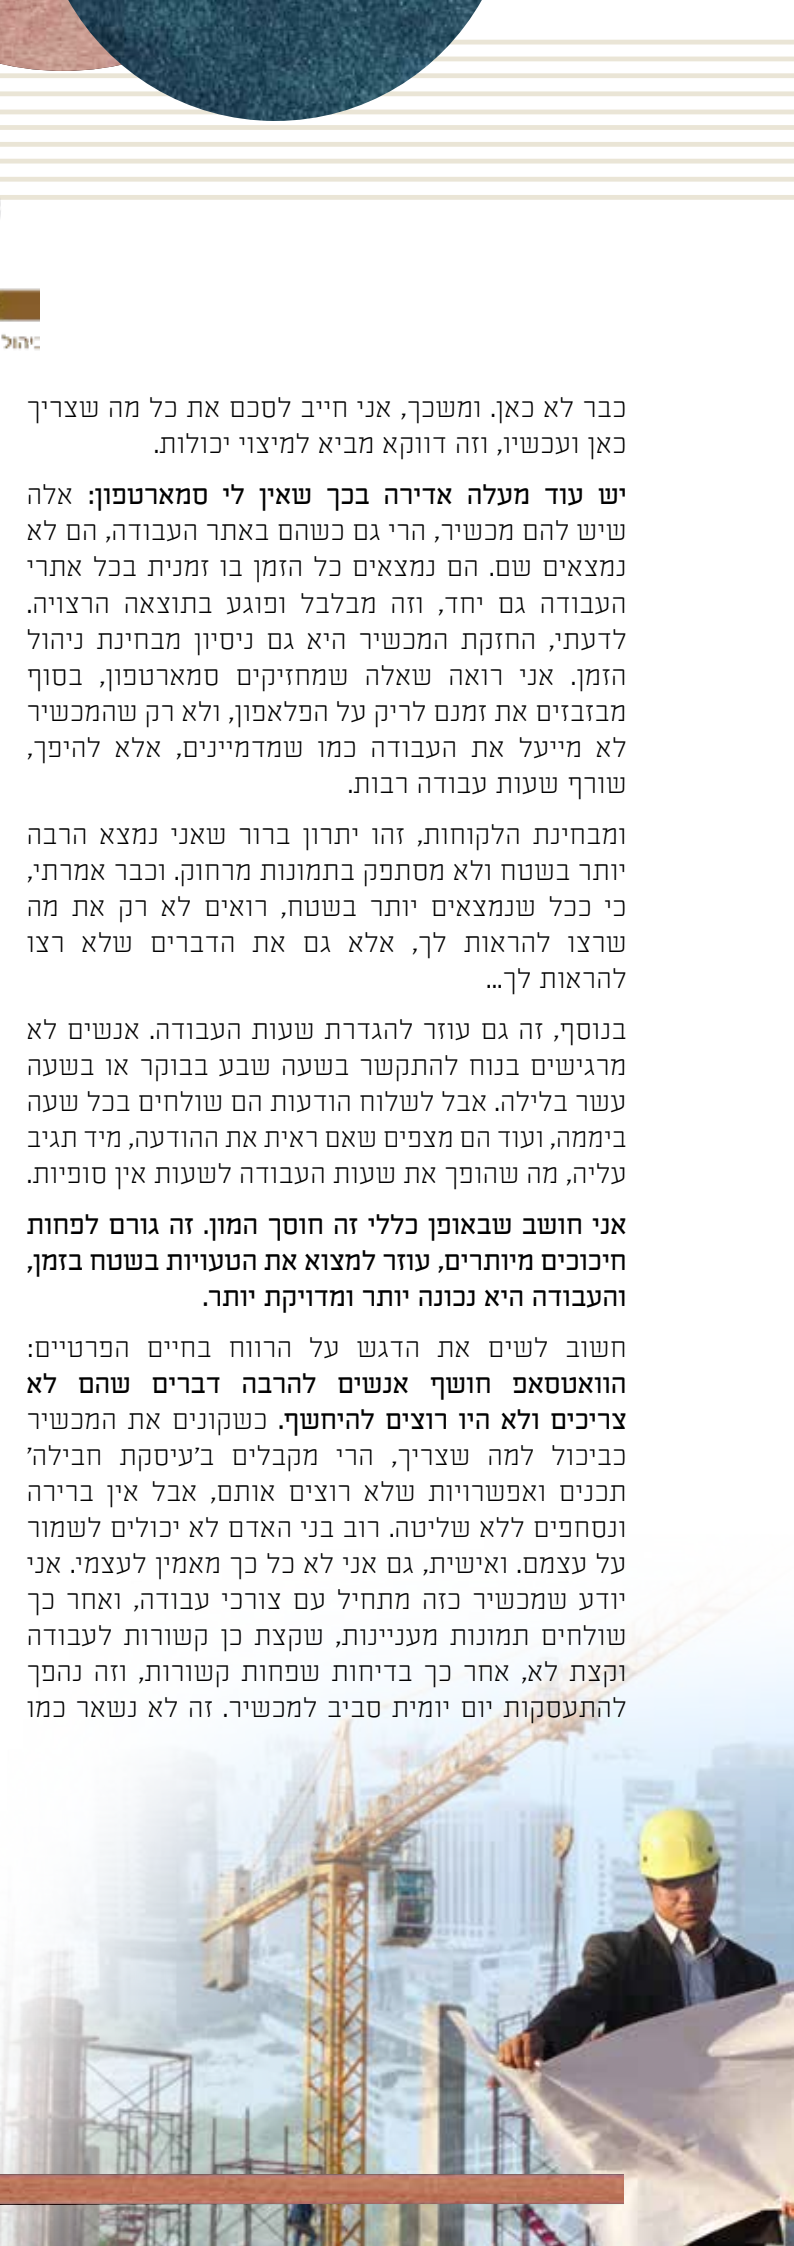 ניהול
כבר לא כאן. ומשכך, אני חייב לסכם את כל מה שצריך
כאן ועכשיו, וזה דווקא מביא למיצוי יכולות.
יש עוד מעלה אדירה בכך שאין לי סמארטפון: אלה
שיש להם מכשיר, הרי גם כשהם באתר העבודה, הם לא
נמצאים שם. הם נמצאים כל הזמן בו זמנית בכל אתרי
העבודה גם יחד, וזה מבלבל ופוגע בתוצאה הרצויה.
לדעתי, החזקת המכשיר היא גם ניסיון מבחינת ניהול
הזמן. אני רואה שאלה שמחזיקים סמארטפון, בסוף
מבזבזים את זמנם לריק על הפלאפון, ולא רק שהמכשיר
לא מייעל את העבודה כמו שמדמיינים, אלא להיפך,
שורף שעות עבודה רבות.
ומבחינת הלקוחות, זהו יתרון ברור שאני נמצא הרבה
יותר בשטח ולא מסתפק בתמונות מרחוק. וכבר אמרתי,
כי ככל שנמצאים יותר בשטח, רואים לא רק את מה
שרצו להראות לך, אלא גם את הדברים שלא רצו
להראות לך...
בנוסף, זה גם עוזר להגדרת שעות העבודה. אנשים לא
מרגישים בנוח להתקשר בשעה שבע בבוקר או בשעה
עשר בלילה. אבל לשלוח הודעות הם שולחים בכל שעה
ביממה, ועוד הם מצפים שאם ראית את ההודעה, מיד תגיב
עליה, מה שהופך את שעות העבודה לשעות אין סופיות.
אני חושב שבאופן כללי זה חוסך המון. זה גורם לפחות
חיכוכים מיותרים, עוזר למצוא את הטעויות בשטח בזמן,
והעבודה היא נכונה יותר ומדויקת יותר.
חשוב לשים את הדגש על הרווח בחיים הפרטיים:
הוואטסאפ חושף אנשים להרבה דברים שהם לא
צריכים ולא היו רוצים להיחשף. כשקונים את המכשיר
כביכול למה שצריך, הרי מקבלים ב'עיסקת חבילה'
תכנים ואפשרויות שלא רוצים אותם, אבל אין ברירה
ונסחפים ללא שליטה. רוב בני האדם לא יכולים לשמור
על עצמם. ואישית, גם אני לא כל כך מאמין לעצמי. אני
יודע שמכשיר כזה מתחיל עם צורכי עבודה, ואחר כך
שולחים תמונות מעניינות, שקצת כן קשורות לעבודה
וקצת לא, אחר כך בדיחות שפחות קשורות, וזה נהפך
להתעסקות יום יומית סביב למכשיר. זה לא נשאר כמו